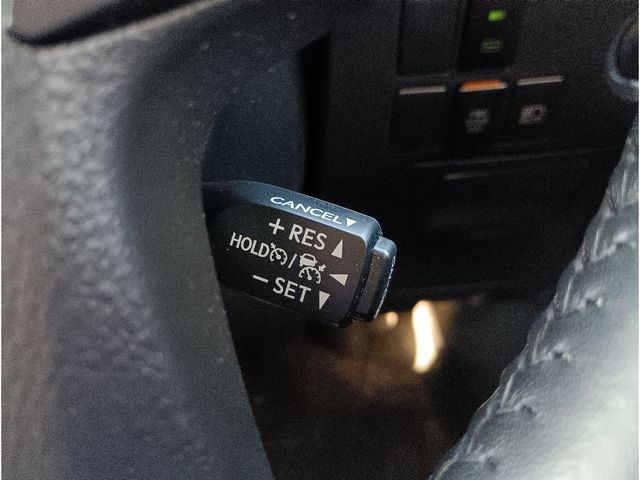 CANCEL▼
+ RES ▲
HOLD / ◀
− SET ▼